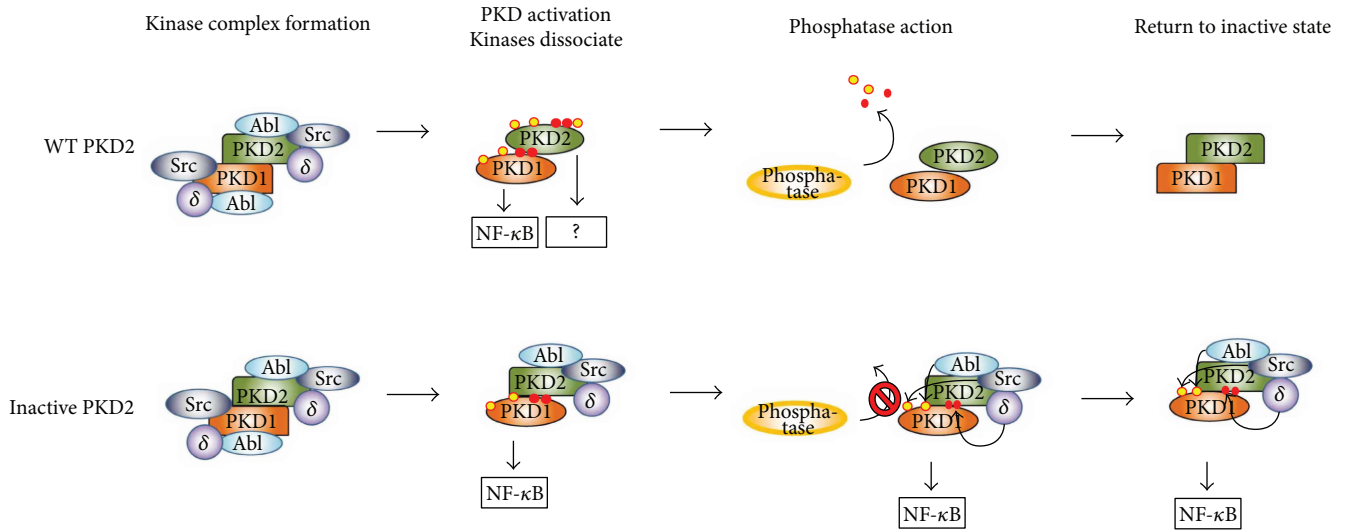 Kinase complex formation
PKD activation
Kinases dissociate
Phosphatase action
Return to inactive state
WT PKD2
Abl
Src
PKD2
δ
Src
PKD1
δ
Abl
PKD2
PKD1
NF-κB
?
Phospha-
tase
PKD2
PKD1
PKD2
PKD1
Inactive PKD2
Abl
Src
PKD2
δ
Src
PKD1
δ
Abl
Abl
Src
PKD2
δ
PKD1
NF-κB
Phospha-
tase
Abl
Src
PKD2
δ
PKD1
NF-κB
Abl
Src
PKD2
δ
PKD1
NF-κB